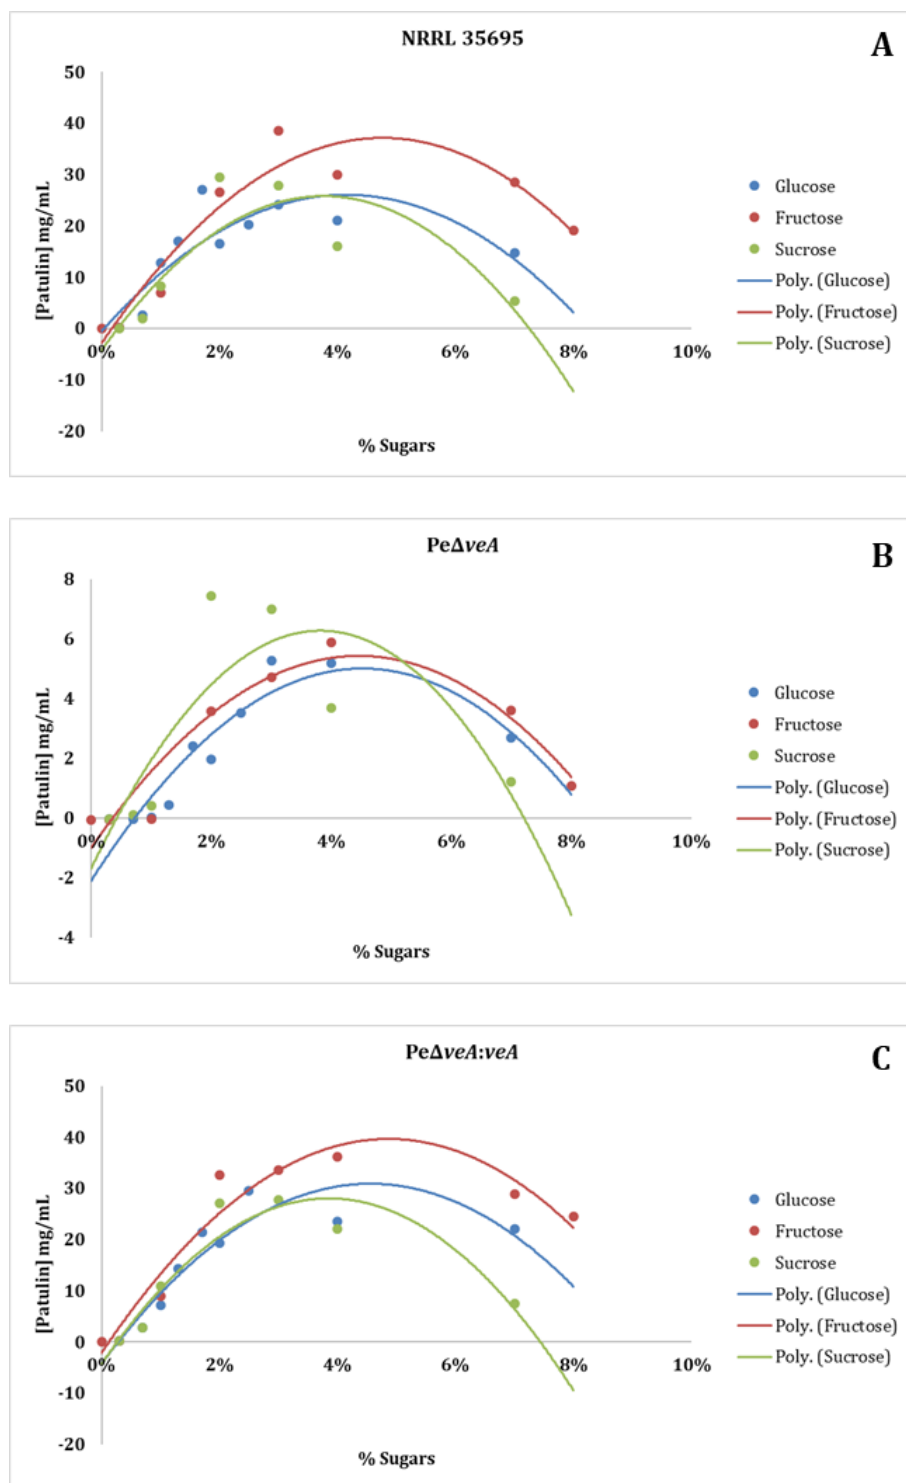 NRRL 35695
A
50
40
30
20
10
0
-10
-20
[Patulin] mg/mL
0%
2%
4%
6%
8%
10%
% Sugars
Glucose
Fructose
Sucrose
Poly. (Glucose)
Poly. (Fructose)
Poly. (Sucrose)
PeΔveA
B
8
6
4
2
0
-2
-4
[Patulin] mg/mL
0%
2%
4%
6%
8%
10%
% Sugars
Glucose
Fructose
Sucrose
Poly. (Glucose)
Poly. (Fructose)
Poly. (Sucrose)
PeΔveA:veA
C
50
40
30
20
10
0
-10
-20
[Patulin] mg/mL
0%
2%
4%
6%
8%
10%
% Sugars
Glucose
Fructose
Sucrose
Poly. (Glucose)
Poly. (Fructose)
Poly. (Sucrose)